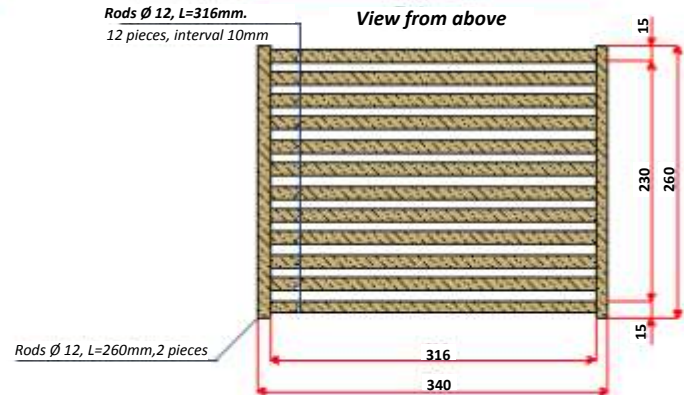 Rods Ø 12, L=316mm.
12 pieces, interval 10mm
View from above
15
230
260
15
Rods Ø 12, L=260mm,2 pieces
316
340